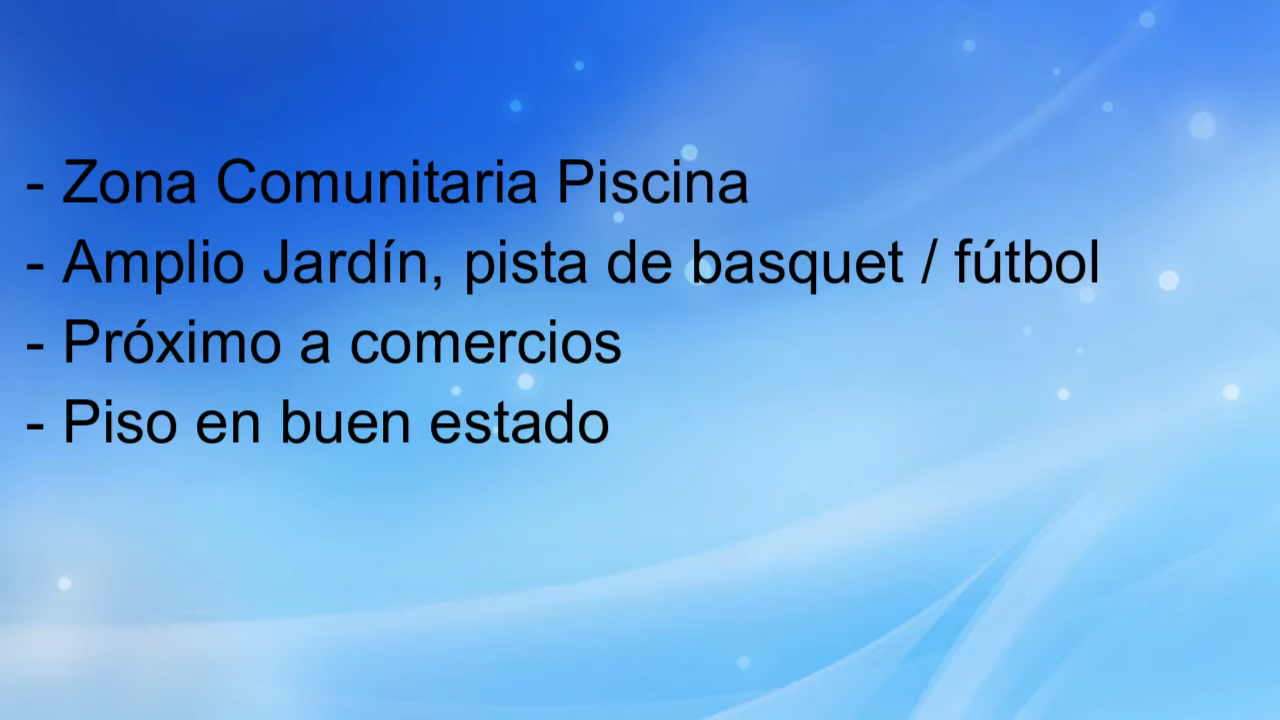 - Zona Comunitaria Piscina
- Amplio Jardín, pista de basquet / fútbol
- Próximo a comercios
- Piso en buen estado